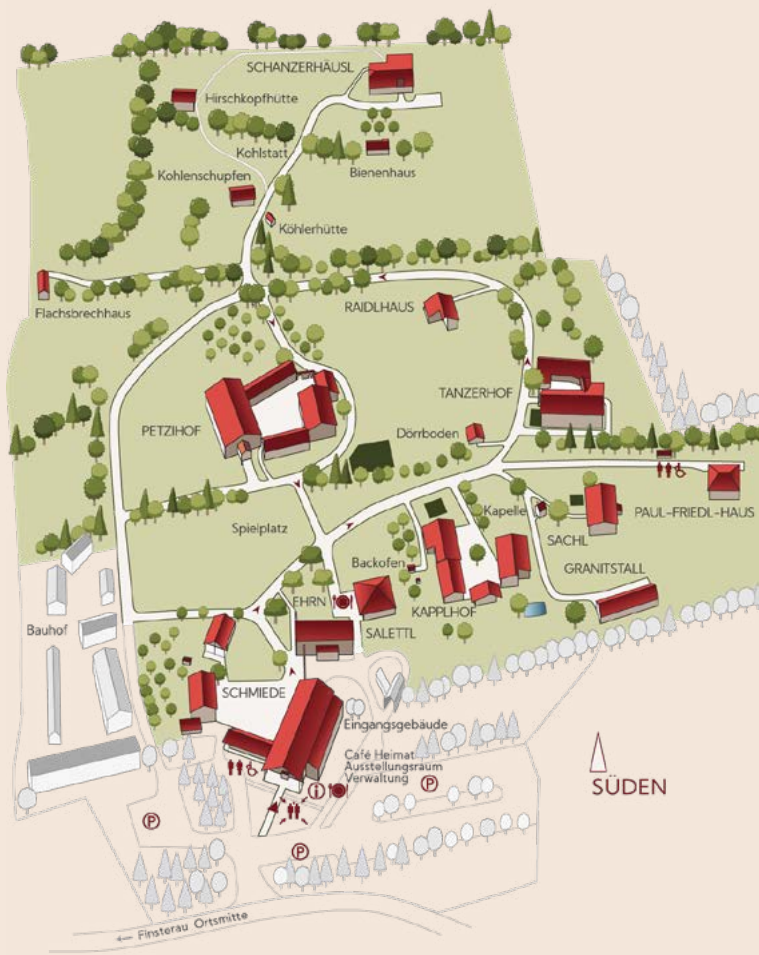 SCHANZERHÄUSL
Hirschkopfhütte
Kohlstatt
Kohlenschupfen
Bienenhaus
Köhlerhütte
Flachsbrechhaus
RAIDLHAUS
TANZERHOF
PETZIHOF
Dörrboden
PAUL-FRIEDL-HAUS
Kapelle
Spielplatz
SACHL
Backofen
GRANITSTALL
EHRN
KAPPLHOF
Bauhof
SALETTL
SCHMIEDE
Eingangsgebäude
Café Heimat
Ausstellungsraum
Verwaltung
SÜDEN
i
P
P
P
← Finsterau Ortsmitte